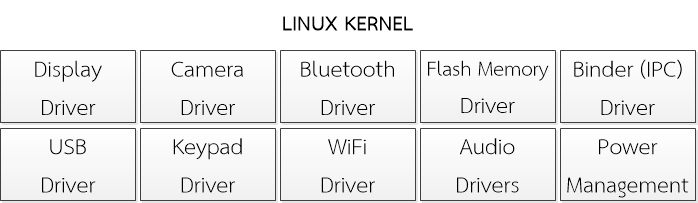 LINUX KERNEL
Display Camera Bluetooth Flash Memory Binder (IPC)
Driver Driver Driver Driver Driver
USB Keypad WiFi Audio Power
Driver Driver Driver Drivers Management